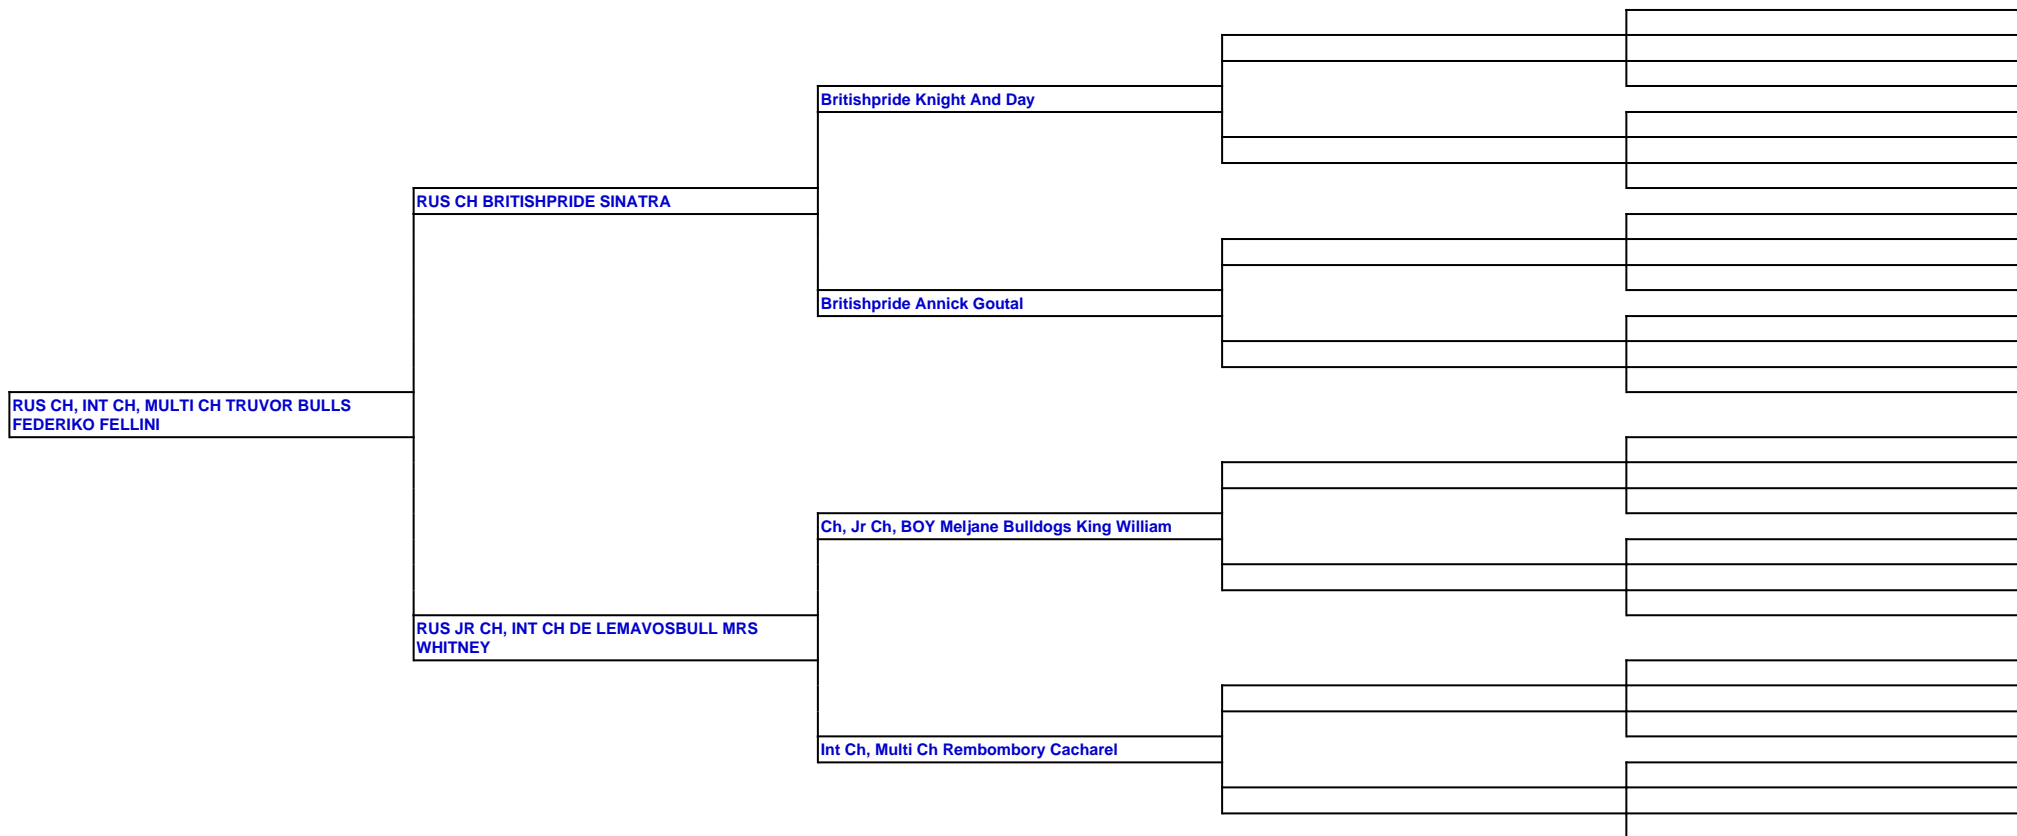 Britishpride Knight And Day
RUS CH BRITISHPRIDE SINATRA
Britishpride Annick Goutal
RUS CH, INT CH, MULTI CH TRUVOR BULLS
FEDERIKO FELLINI
Ch, Jr Ch, BOY Meljane Bulldogs King William
RUS JR CH, INT CH DE LEMAVOSBULL MRS
WHITNEY
Int Ch, Multi Ch Rembombory Cacharel